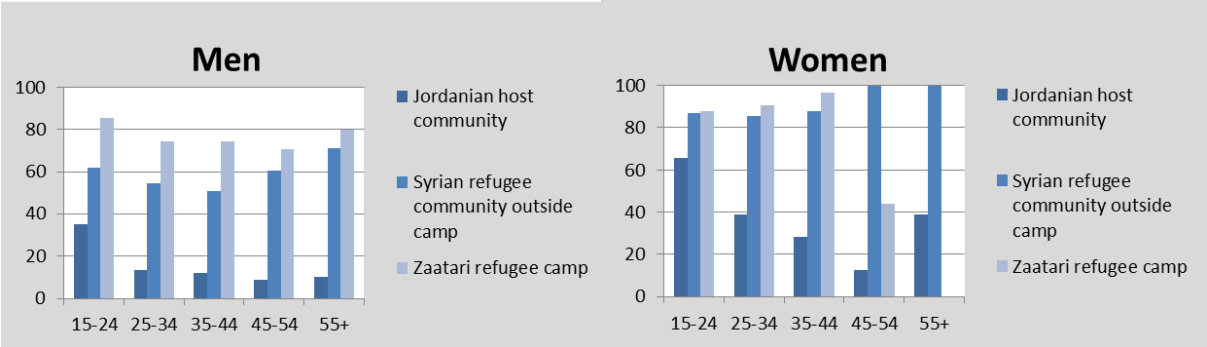 Men
100
80
60
40
20
0
15-24 25-34 35-44 45-54 55+
Jordanian host
community
Syrian refugee
community outside
camp
Zaatari refugee camp
Women
100
80
60
40
20
0
15-24 25-34 35-44 45-54 55+
Jordanian host
community
Syrian refugee
community outside
camp
Zaatari refugee camp